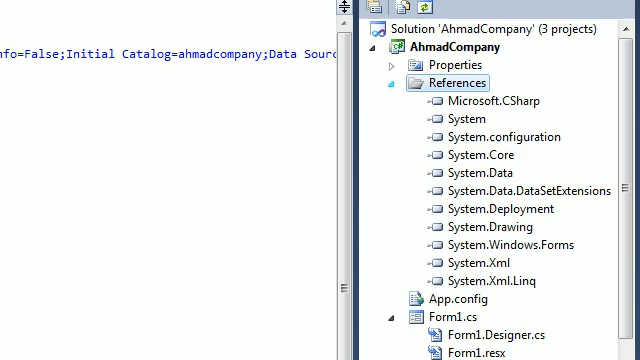 Solution 'AhmadCompany' (3 projects)
AhmadCompany
nfo=False;Initial Catalog=ahmadcompany;Data Sourc
Properties
References
Microsoft.CSharp
System
System.configuration
System.Core
System.Data
System.Data.DataSetExtensions
System.Deployment
System.Drawing
System.Windows.Forms
System.Xml
System.Xml.Linq
App.config
Form1.cs
Form1.Designer.cs
Form1.resx